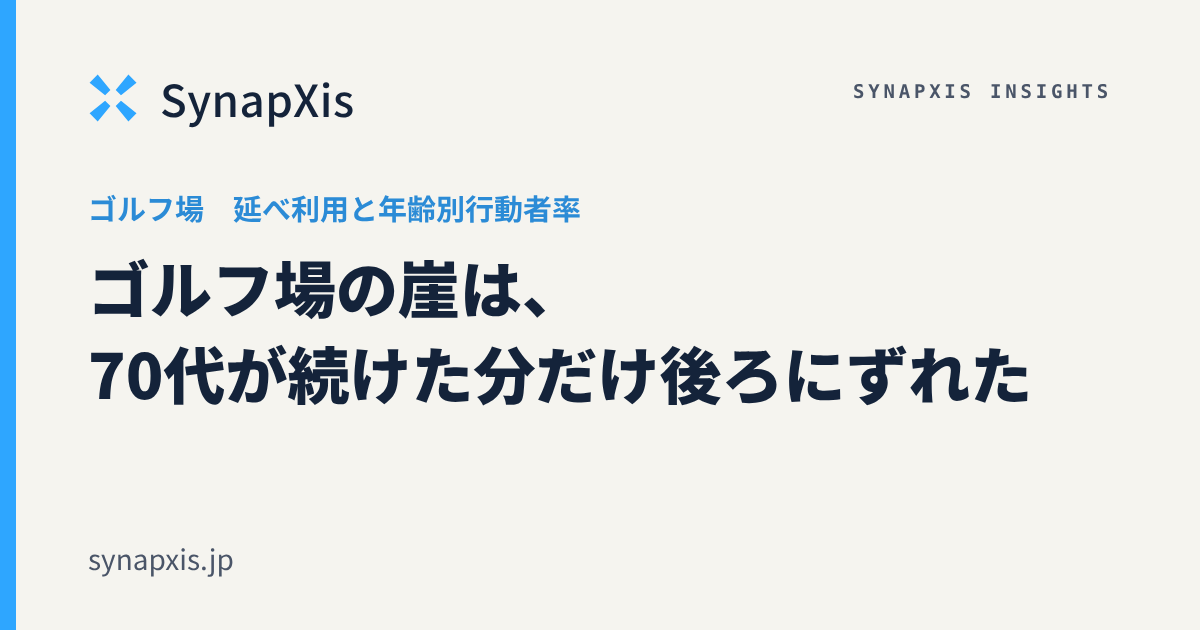 SynapXis
SYNAPXIS INSIGHTS
ゴルフ場　延べ利用と年齢別行動者率
ゴルフ場の崖は、
70代が続けた分だけ後ろにずれた
synapxis.jp